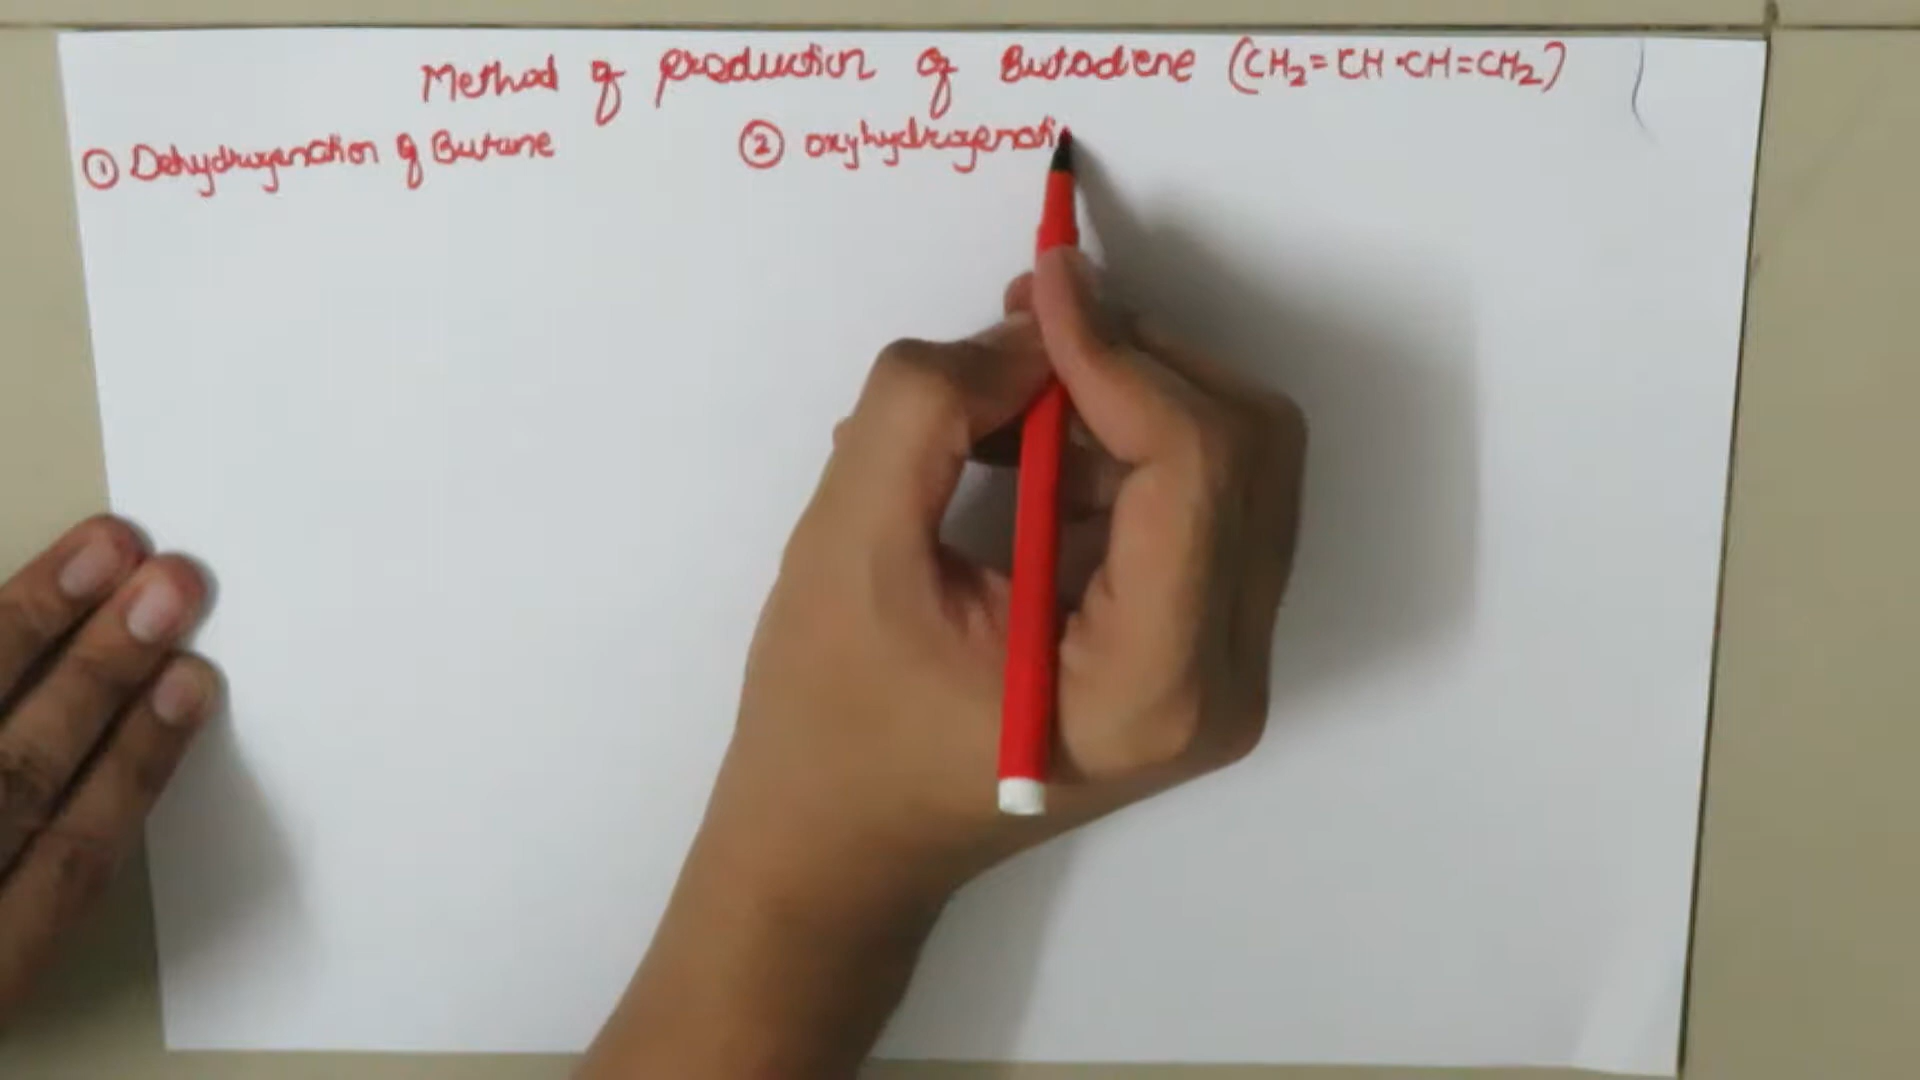 Method of production of Butadiene (CH₂=CH·CH=CH₂)
① Dehydrogenation of Butane ② oxyhydrogenati